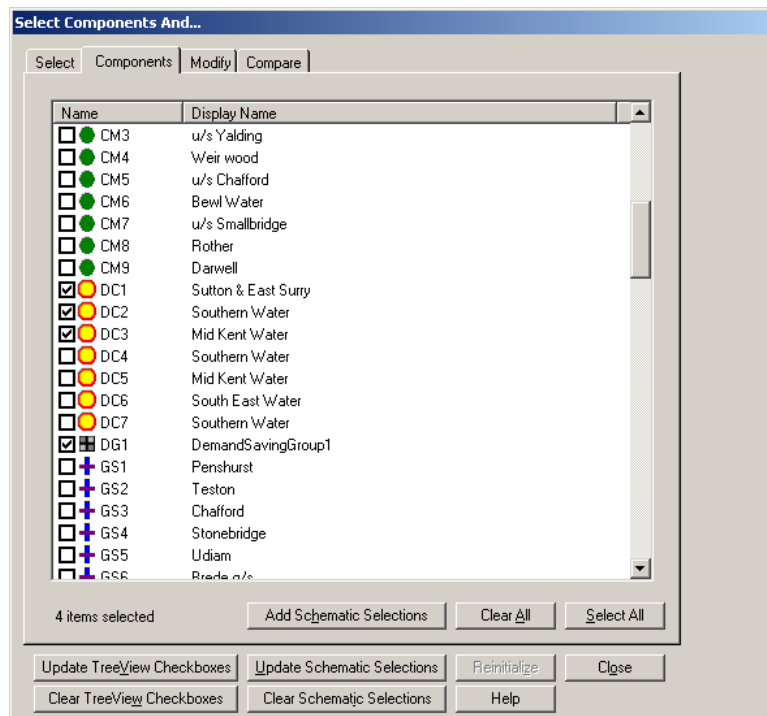 Select Components And...
Select Components Modify Compare
Name Display Name
CM3 u/s Yalding
CM4 Weir wood
CM5 u/s Chafford
CM6 Bewl Water
CM7 u/s Smallbridge
CM8 Rother
CM9 Darwell
DC1 Sutton & East Surry
DC2 Southern Water
DC3 Mid Kent Water
DC4 Southern Water
DC5 Mid Kent Water
DC6 South East Water
DC7 Southern Water
DG1 DemandSavingGroup1
GS1 Penshurst
GS2 Teston
GS3 Chafford
GS4 Stonebridge
GS5 Udiam
GS6 Brede g/s
4 items selected Add Schematic Selections Clear All Select All
Update TreeView Checkboxes Update Schematic Selections Reinitialize Close
Clear TreeView Checkboxes Clear Schematic Selections Help